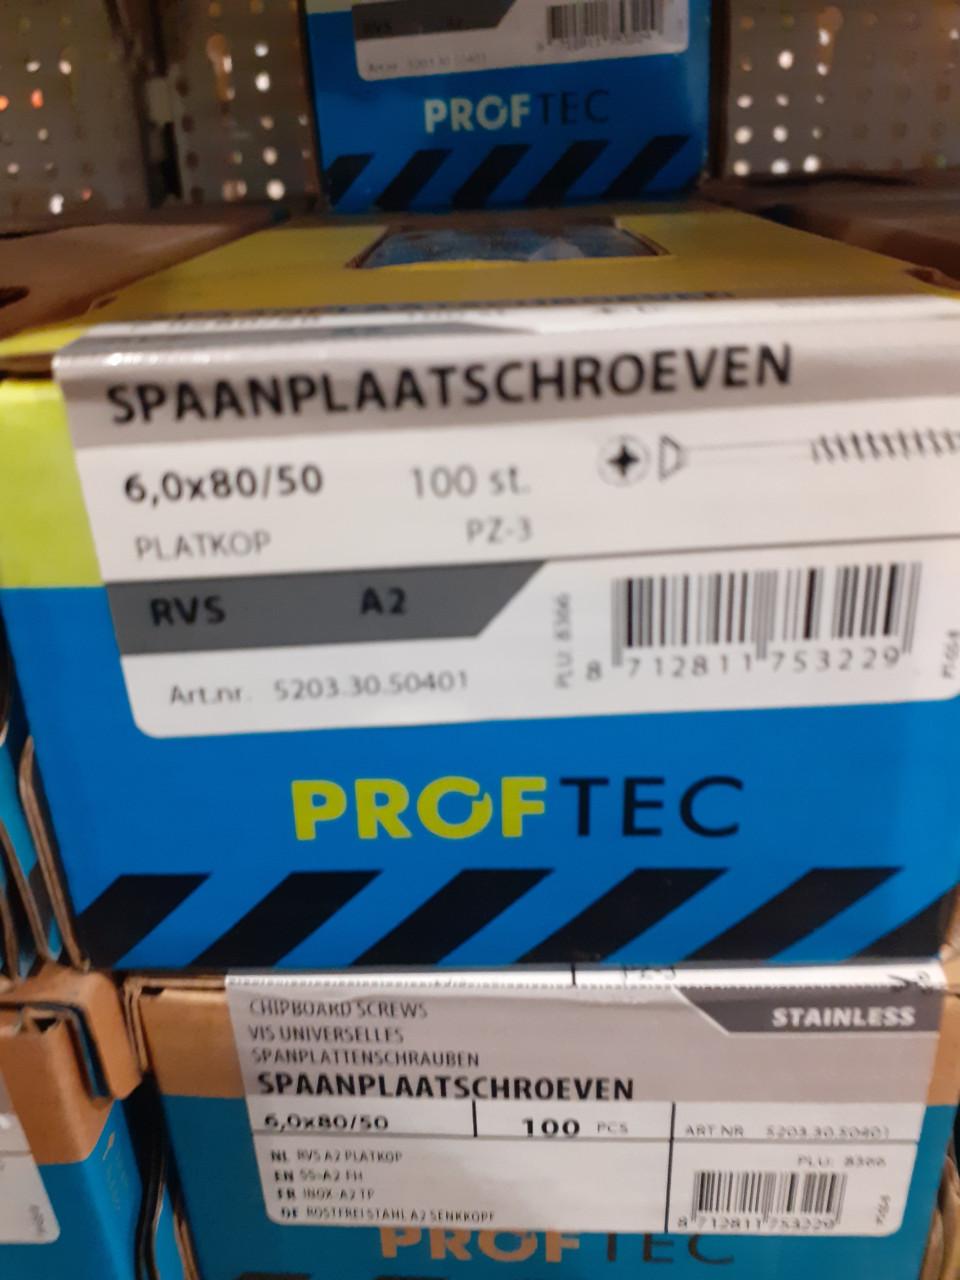 RVS A2
PROFTEC
SPAANPLAATSCHROEVEN
6,0x80/50 100 st.
PLATKOP PZ-3
RVS A2
PLU: 8366
8 712811 753229
Art.nr. 5203.30.50401
PROFTEC
CHIPBOARD SCREWS
STAINLESS
VIS UNIVERSELLES
SPANPLATTENSCHRAUBEN
SPAANPLAATSCHROEVEN
6,0x80/50 100 PCS ART NR 5203.30.50401
NL RVS A2 PLATKOP
PLU: 8366
EN SS-A2 FH
FR INOX A2 TP
DE ROSTFREI STAHL A2 SENKKOPF
8 712811 753229
PROFTEC